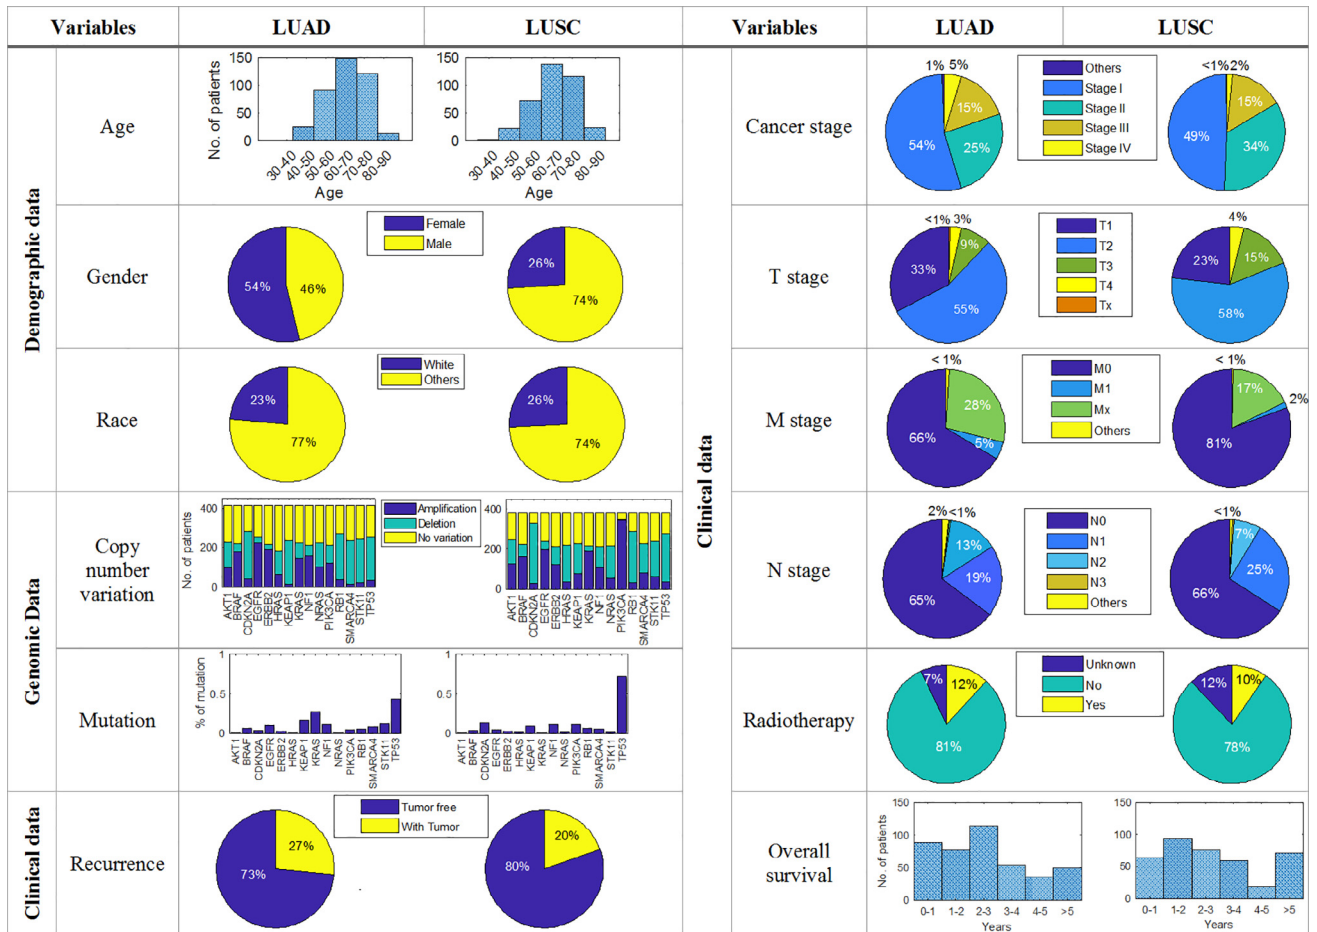 Variables LUAD LUSC
Demographic data
Age
No. of patients
150
100
50
0
30-40 40-50 50-60 60-70 70-80 80-90
Age
150
100
50
0
30-40 40-50 50-60 60-70 70-80 80-90
Age
Gender
Female
Male
54% 46%
26% 74%
Race
White
Others
23% 77%
26% 74%
Genomic Data
Copy
number
variation
Amplification
Deletion
No variation
No. of patients
400
200
0
AKT1 BRAF CDKN2A EGFR ERBB2 HRAS KEAP1 KRAS NF1 NRAS PIK3CA RB1 SMARCA4 STK11 TP53
400
200
0
AKT1 BRAF CDKN2A EGFR ERBB2 HRAS KEAP1 KRAS NF1 NRAS PIK3CA RB1 SMARCA4 STK11 TP53
Mutation
% of mutation
1
0.5
0
AKT1 BRAF CDKN2A EGFR ERBB2 HRAS KEAP1 KRAS NF1 NRAS PIK3CA RB1 SMARCA4 STK11 TP53
1
0.5
0
AKT1 BRAF CDKN2A EGFR ERBB2 HRAS KEAP1 KRAS NF1 NRAS PIK3CA RB1 SMARCA4 STK11 TP53
Clinical data
Recurrence
Tumor free
With Tumor
27% 73%
20% 80%
Variables LUAD LUSC
Clinical data
Cancer stage
Others
Stage I
Stage II
Stage III
Stage IV
1% 5% 15% 25% 54%
<1% 2% 15% 34% 49%
T stage
T1
T2
T3
T4
Tx
<1% 3% 9% 33% 55%
4% 15% 23% 58%
M stage
M0
M1
Mx
Others
< 1% 28% 5% 66%
< 1% 17% 2% 81%
N stage
N0
N1
N2
N3
Others
2% <1% 13% 19% 65%
<1% 7% 25% 66%
Radiotherapy
Unknown
No
Yes
7% 12% 81%
12% 10% 78%
Overall
survival
No. of patients
150
100
50
0
0-1 1-2 2-3 3-4 4-5 >5
Years
150
100
50
0
0-1 1-2 2-3 3-4 4-5 >5
Years